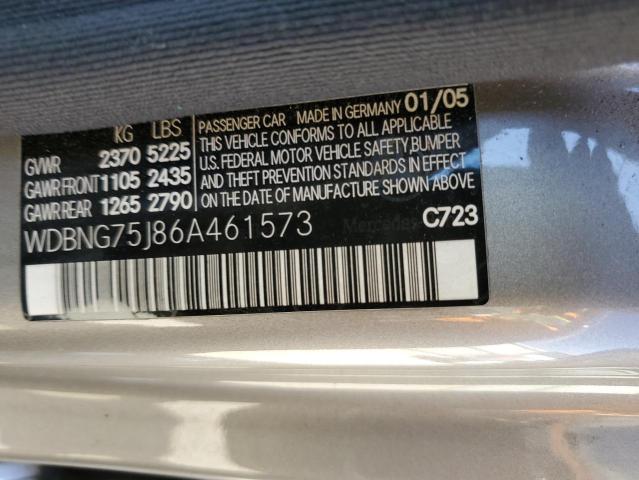 KG LBS
GVWR 2370 5225
GAWR FRONT 1105 2435
GAWR REAR 1265 2790
PASSENGER CAR MADE IN GERMANY 01/05
THIS VEHICLE CONFORMS TO ALL APPLICABLE
U.S. FEDERAL MOTOR VEHICLE SAFETY, BUMPER
AND THEFT PREVENTION STANDARDS IN EFFECT
ON THE DATE OF MANUFACTURE SHOWN ABOVE.
WDBNG75J86A461573
C723